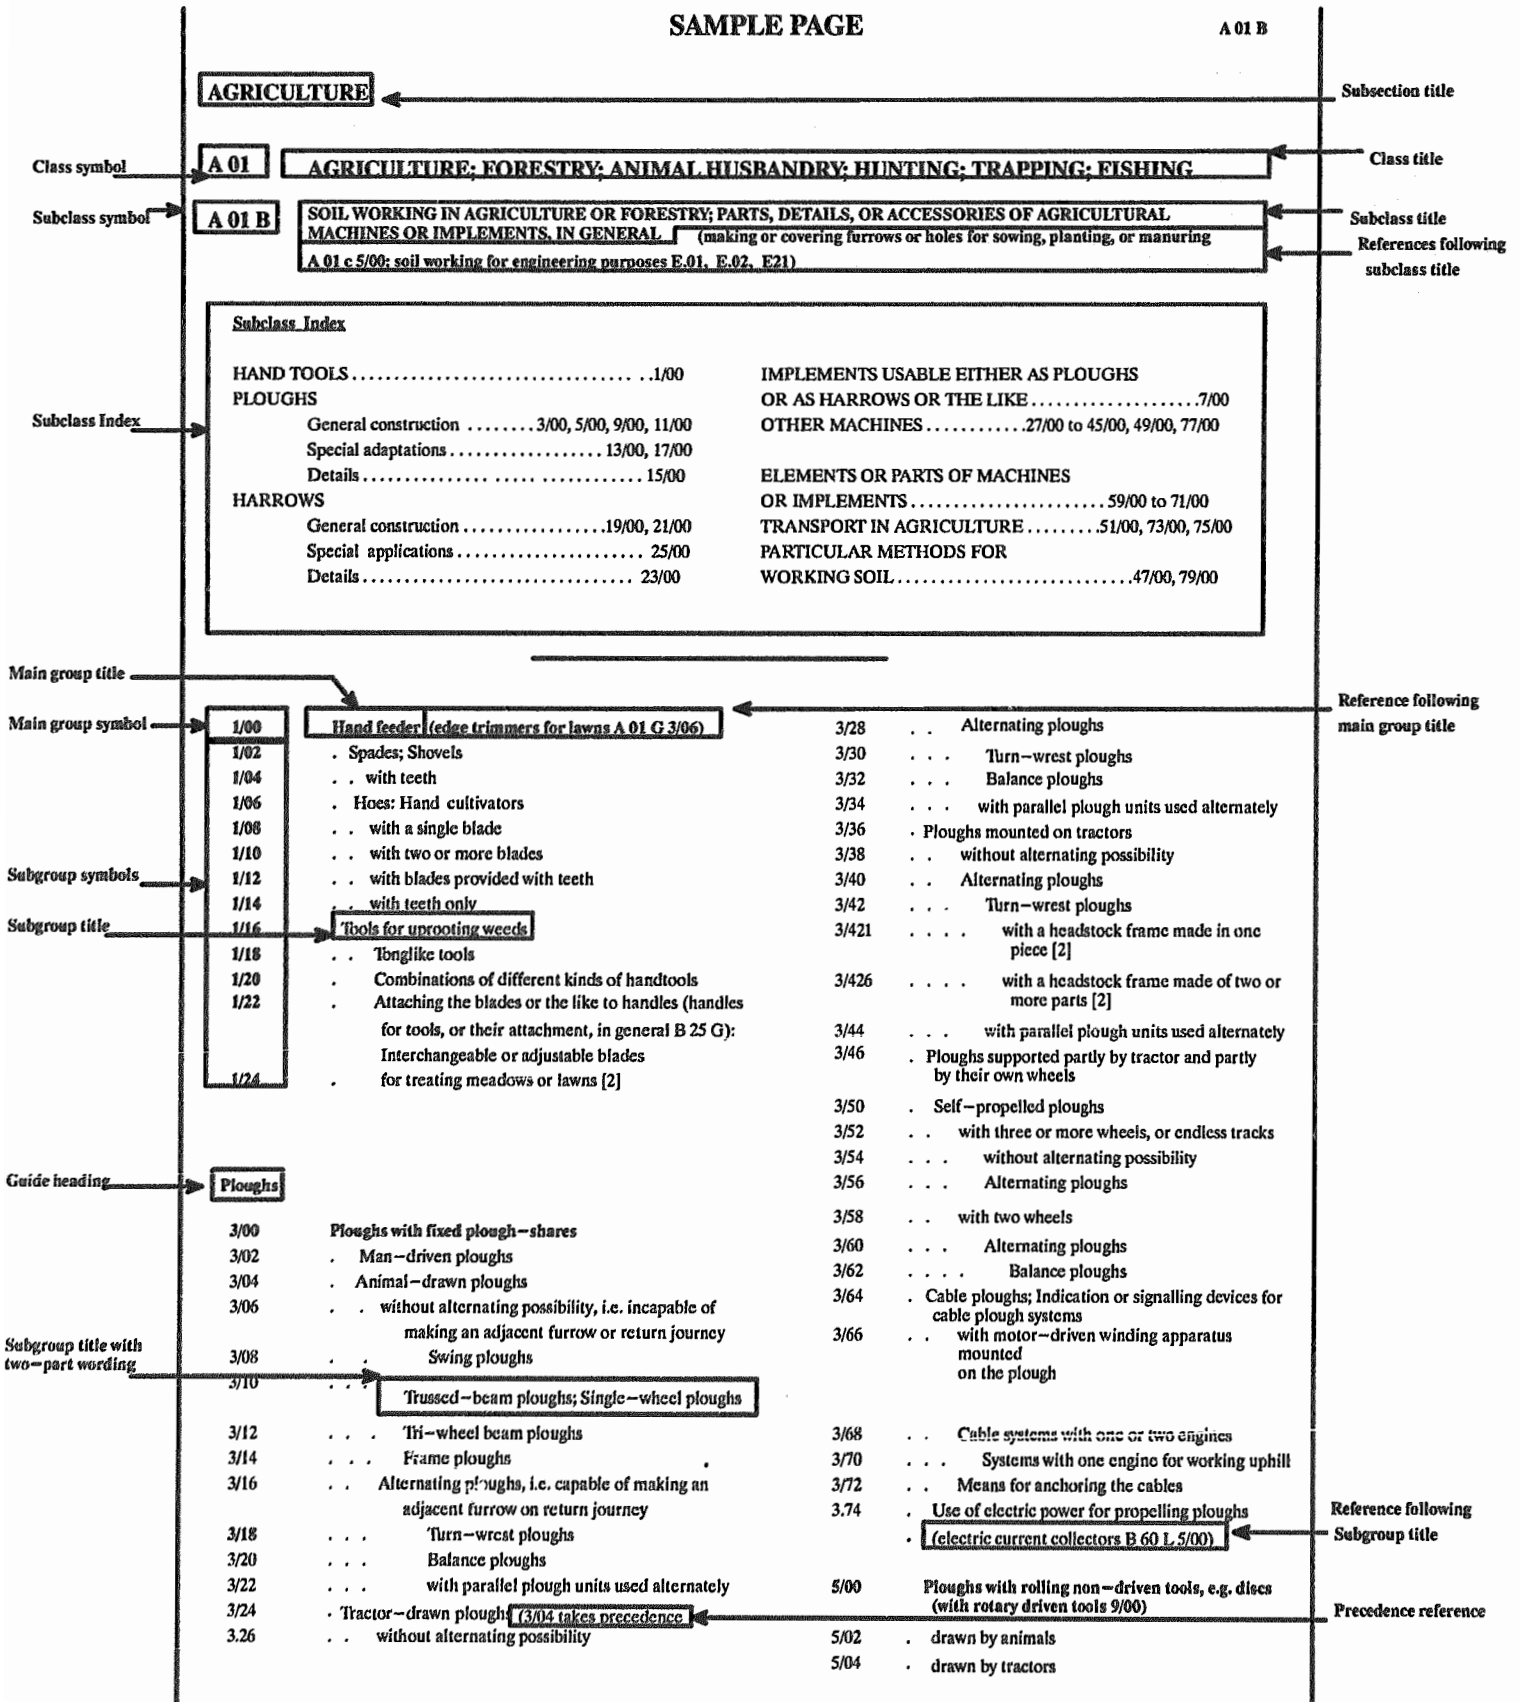 SAMPLE PAGE
A 01 B
AGRICULTURE
Subsection title
Class symbol
A 01
AGRICULTURE; FORESTRY; ANIMAL HUSBANDRY; HUNTING; TRAPPING; FISHING
Class title
Subclass symbol
A 01 B
SOIL WORKING IN AGRICULTURE OR FORESTRY; PARTS, DETAILS, OR ACCESSORIES OF AGRICULTURAL
MACHINES OR IMPLEMENTS, IN GENERAL (making or covering furrows or holes for sowing, planting, or manuring
A 01 c 5/00; soil working for engineering purposes E.01, E.02, E21)
Subclass title
References following
subclass title
Subclass Index
Subclass Index
HAND TOOLS ................................ ..1/00
PLOUGHS
General construction ........3/00, 5/00, 9/00, 11/00
Special adaptations .................. 13/00, 17/00
Details ................ ..... .............. 15/00
HARROWS
General construction ................19/00, 21/00
Special applications ...................... 25/00
Details ............................... 23/00
IMPLEMENTS USABLE EITHER AS PLOUGHS
OR AS HARROWS OR THE LIKE ....................7/00
OTHER MACHINES ............27/00 to 45/00, 49/00, 77/00
ELEMENTS OR PARTS OF MACHINES
OR IMPLEMENTS ......................59/00 to 71/00
TRANSPORT IN AGRICULTURE .........51/00, 73/00, 75/00
PARTICULAR METHODS FOR
WORKING SOIL ...........................47/00, 79/00
Main group title
Main group symbol
Subgroup symbols
Subgroup title
1/00 Hand feeder (edge trimmers for lawns A 01 G 3/06)
1/02 . Spades; Shovels
1/04 . . with teeth
1/06 . Hoes: Hand cultivators
1/08 . . with a single blade
1/10 . . with two or more blades
1/12 . . with blades provided with teeth
1/14 . . with teeth only
1/16 Tools for uprooting weeds
1/18 . . Tonglike tools
1/20 . Combinations of different kinds of handtools
1/22 . Attaching the blades or the like to handles (handles
for tools, or their attachment, in general B 25 G):
Interchangeable or adjustable blades
1/24 . for treating meadows or lawns [2]
Guide heading
Ploughs
3/00 Ploughs with fixed plough-shares
3/02 . Man-driven ploughs
3/04 . Animal-drawn ploughs
3/06 . . without alternating possibility, i.e. incapable of
making an adjacent furrow or return journey
Subgroup title with
two-part wording
3/08 . . Swing ploughs
3/10 . . . Trussed-beam ploughs; Single-wheel ploughs
3/12 . . . Tri-wheel beam ploughs
3/14 . . . Frame ploughs
3/16 . . Alternating ploughs, i.e. capable of making an
adjacent furrow on return journey
3/18 . . . Turn-wrest ploughs
3/20 . . . Balance ploughs
3/22 . . . with parallel plough units used alternately
3/24 . Tractor-drawn ploughs (3/04 takes precedence
3.26 . . without alternating possibility
Reference following
main group title
3/28 . . Alternating ploughs
3/30 . . . Turn-wrest ploughs
3/32 . . . Balance ploughs
3/34 . . . with parallel plough units used alternately
3/36 . Ploughs mounted on tractors
3/38 . . without alternating possibility
3/40 . . Alternating ploughs
3/42 . . . Turn-wrest ploughs
3/421 . . . . with a headstock frame made in one
piece [2]
3/426 . . . . with a headstock frame made of two or
more parts [2]
3/44 . . . with parallel plough units used alternately
3/46 . Ploughs supported partly by tractor and partly
by their own wheels
3/50 . Self-propelled ploughs
3/52 . . with three or more wheels, or endless tracks
3/54 . . . without alternating possibility
3/56 . . . Alternating ploughs
3/58 . . with two wheels
3/60 . . . Alternating ploughs
3/62 . . . . Balance ploughs
3/64 . Cable ploughs; Indication or signalling devices for
cable plough systems
3/66 . . with motor-driven winding apparatus
mounted
on the plough
3/68 . . Cable systems with one or two engines
3/70 . . . Systems with one engine for working uphill
3/72 . . Means for anchoring the cables
3.74 . Use of electric power for propelling ploughs
. (electric current collectors B 60 L 5/00)
Reference following
Subgroup title
5/00 Ploughs with rolling non-driven tools, e.g. discs
(with rotary driven tools 9/00)
Precedence reference
5/02 . drawn by animals
5/04 . drawn by tractors